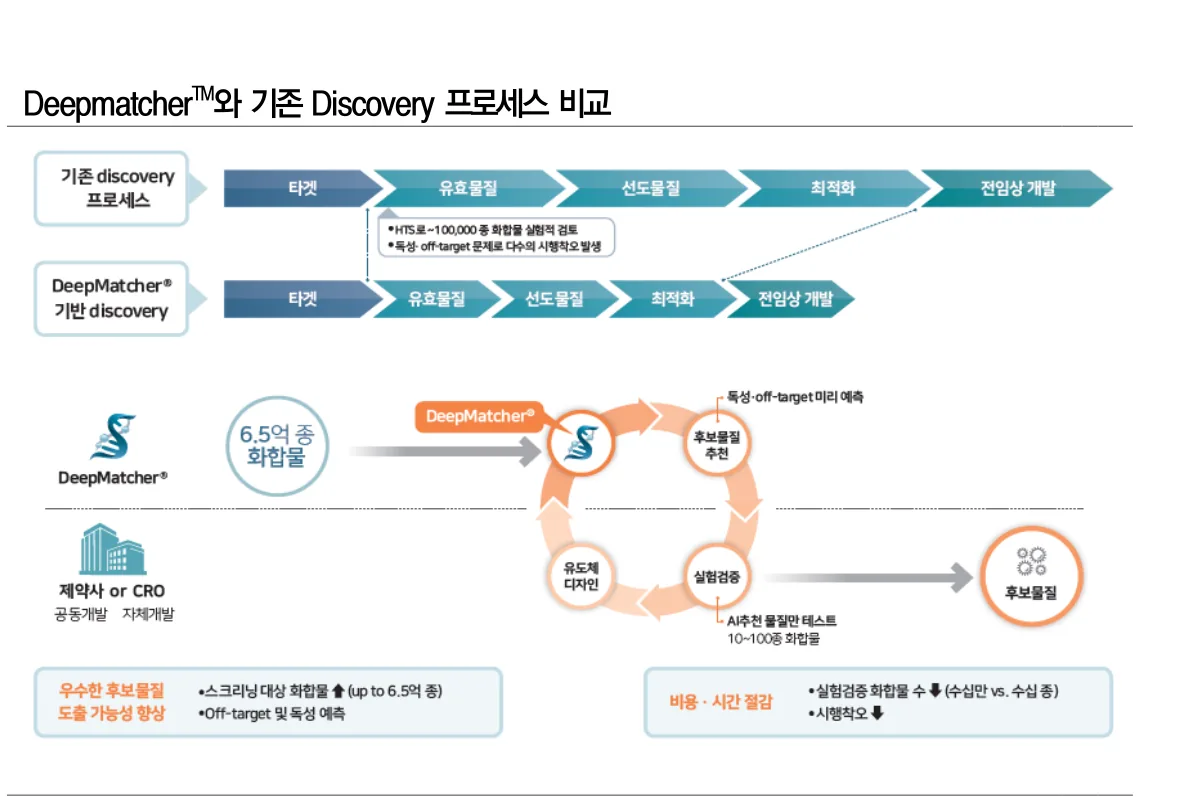 Deepmatcher™와 기존 Discovery 프로세스 비교
기존 discovery
프로세스
타겟
유효물질
선도물질
최적화
전임상 개발
•HTS로 ~100,000 종 화합물 실험적 검토
•독성· off-target 문제로 다수의 시행착오 발생
DeepMatcher®
기반 discovery
타겟
유효물질
선도물질
최적화
전임상 개발
DeepMatcher®
6.5억 종
화합물
DeepMatcher®
독성·off-target 미리 예측
후보물질
추천
제약사 or CRO
공동개발 자체개발
유도체
디자인
실험검증
AI추천 물질만 테스트
10~100종 화합물
후보물질
우수한 후보물질
도출 가능성 향상
•스크리닝 대상 화합물 ⬆ (up to 6.5억 종)
•Off-target 및 독성 예측
비용 · 시간 절감
•실험검증 화합물 수 ⬇ (수십만 vs. 수십 종)
•시행착오 ⬇